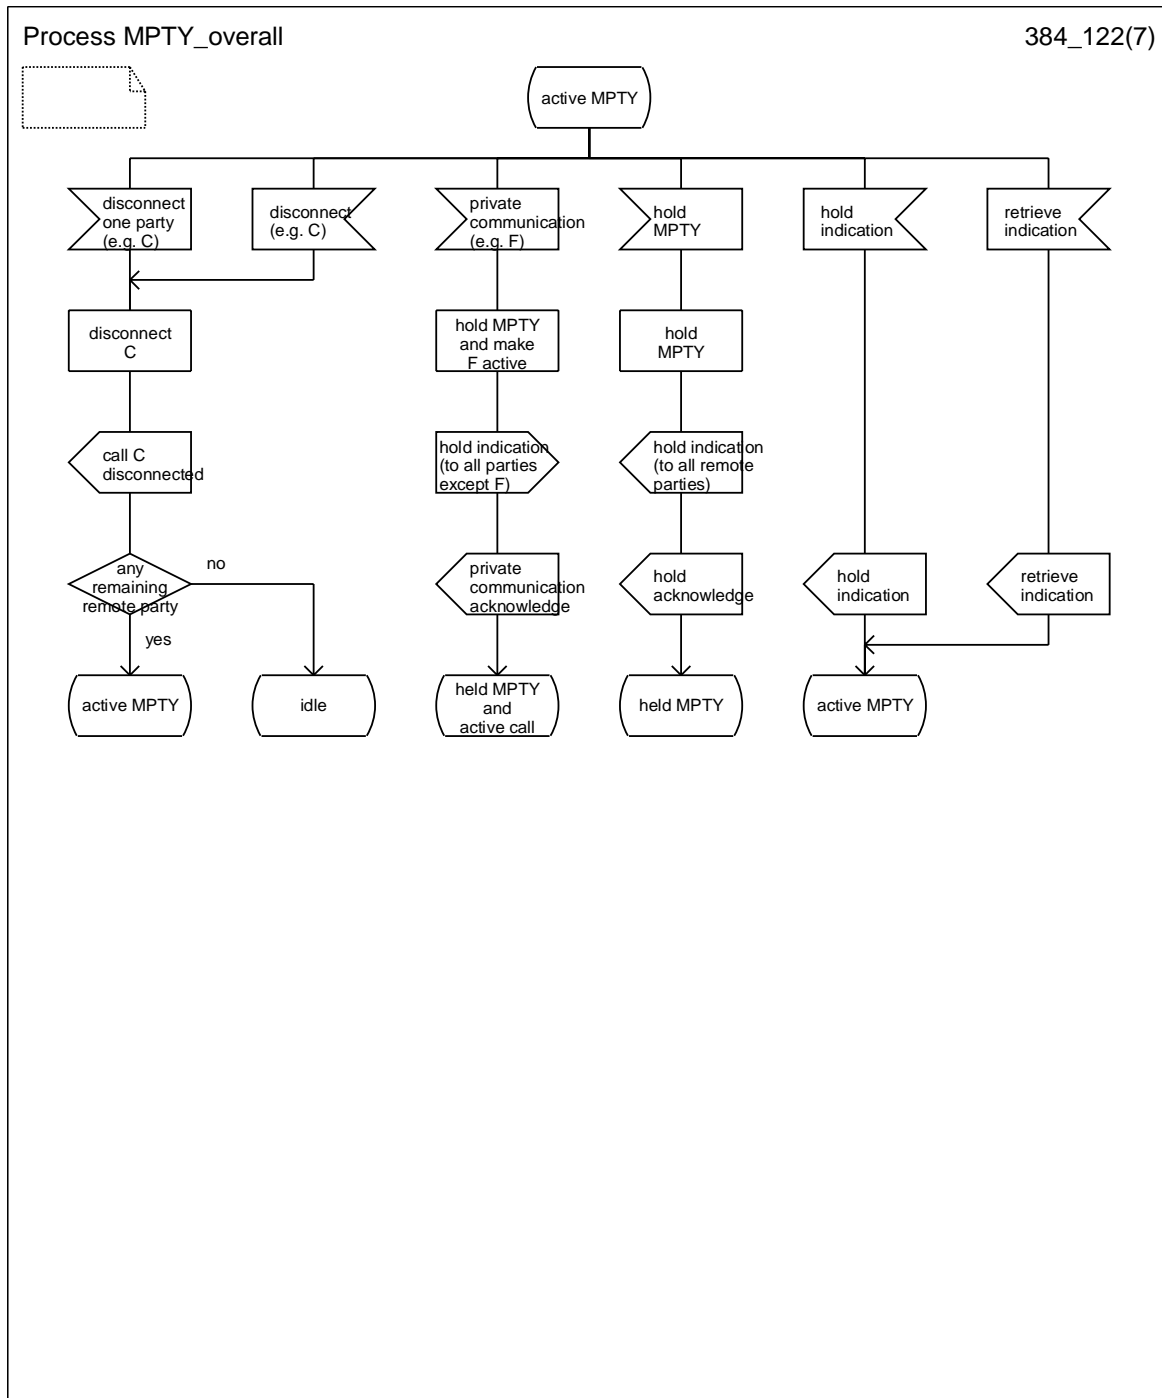 Process MPTY_overall
384_122(7)
active MPTY
disconnect
one party
(e.g. C)
disconnect
(e.g. C)
private
communication
(e.g. F)
hold
MPTY
hold
indication
retrieve
indication
disconnect
C
hold MPTY
and make
F active
hold
MPTY
call C
disconnected
hold indication
(to all parties
except F)
hold indication
(to all remote
parties)
any
remaining
remote party
no
private
communication
acknowledge
hold
acknowledge
hold
indication
retrieve
indication
yes
active MPTY
idle
held MPTY
and
active call
held MPTY
active MPTY